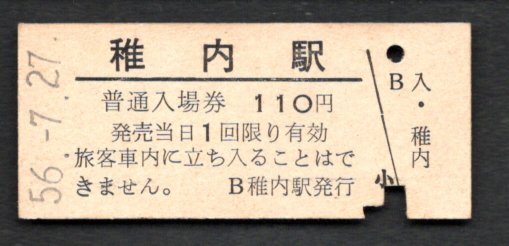 56.-7.27.
稚内駅
普通入場券 110円
発売当日1回限り有効
旅客車内に立ち入ることはで
きません。 B稚内駅発行
B
入・稚内
小